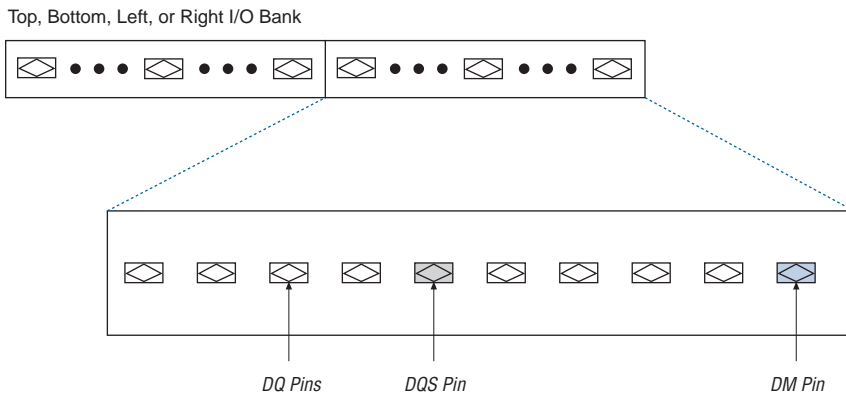 Top, Bottom, Left, or Right I/O Bank
DQ Pins
DQS Pin
DM Pin